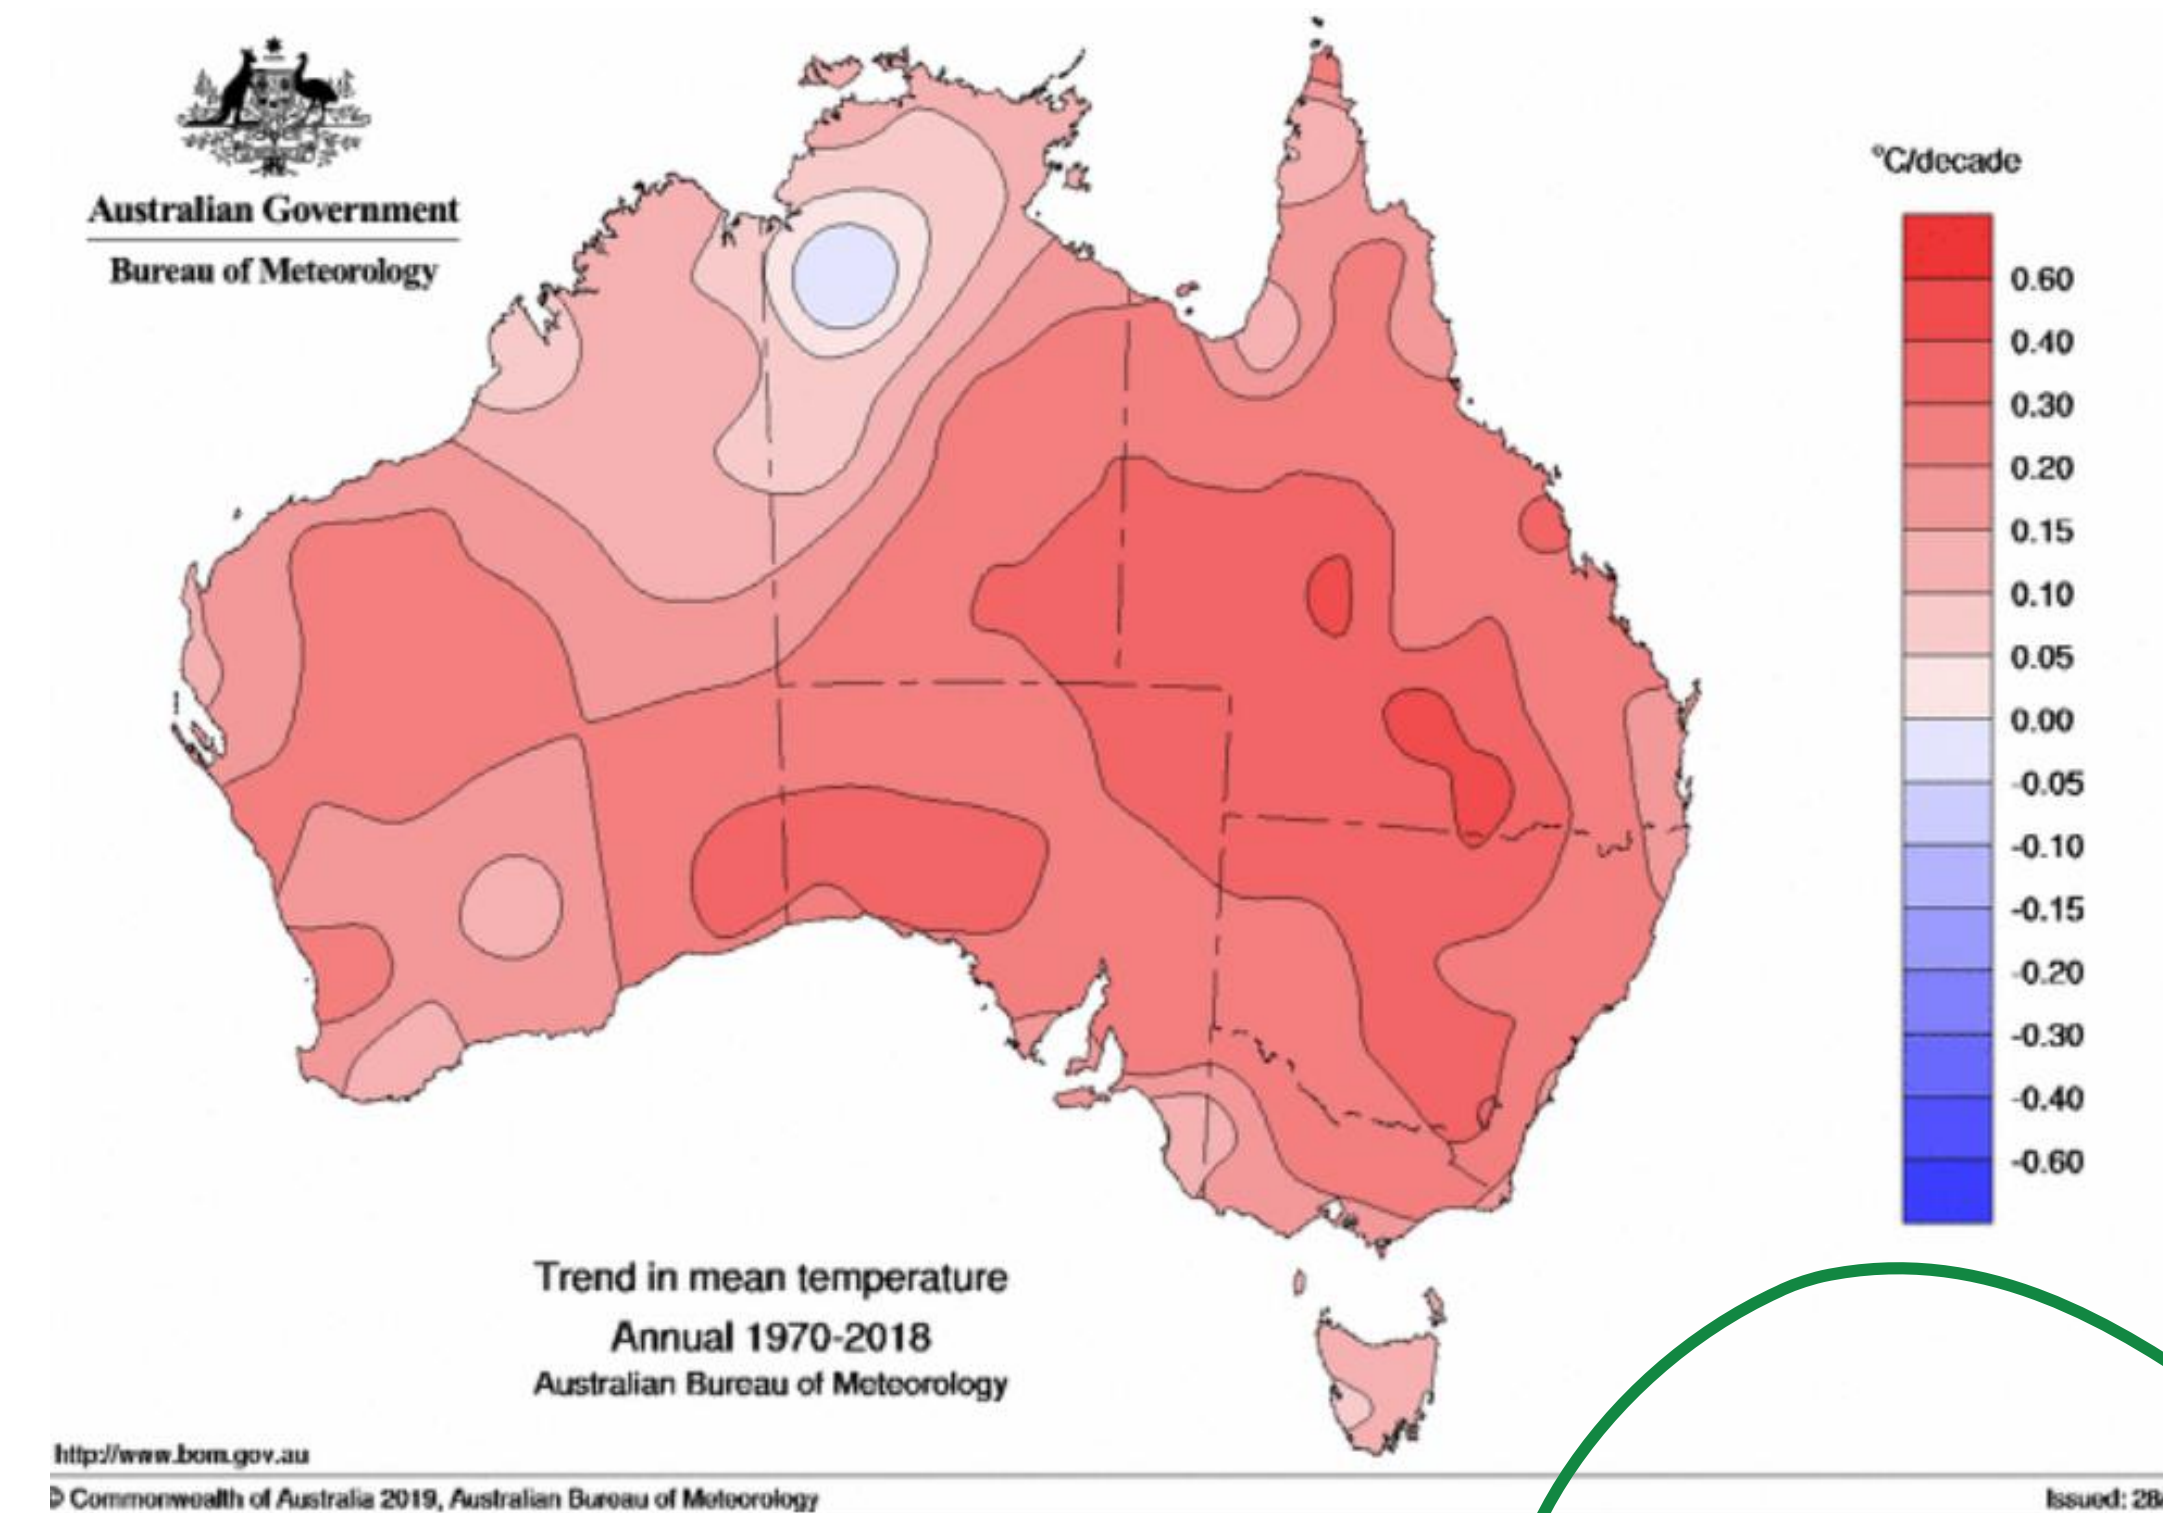 Australian Government
Bureau of Meteorology
°C/decade
0.60
0.40
0.30
0.20
0.15
0.10
0.05
0.00
-0.05
-0.10
-0.15
-0.20
-0.30
-0.40
-0.60
Trend in mean temperature
Annual 1970-2018
Australian Bureau of Meteorology
http://www.bom.gov.au
© Commonwealth of Australia 2019, Australian Bureau of Meteorology
Issued: 28